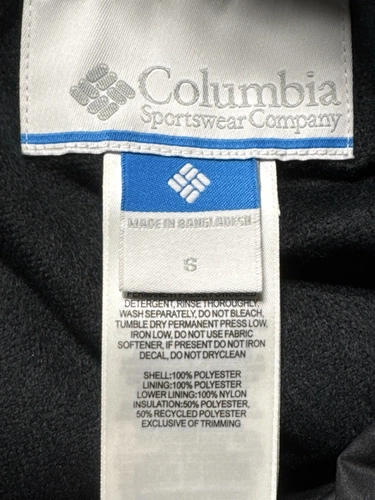 Columbia
Sportswear Company
MADE IN BANGLADESH
S
DETERGENT, RINSE THOROUGHLY,
WASH SEPARATELY, DO NOT BLEACH,
TUMBLE DRY PERMANENT PRESS LOW,
IRON LOW, DO NOT USE FABRIC
SOFTENER, IF PRESENT DO NOT IRON
DECAL, DO NOT DRYCLEAN
SHELL:100% POLYESTER
LINING:100% POLYESTER
LOWER LINING:100% NYLON
INSULATION:50% POLYESTER,
50% RECYCLED POLYESTER
EXCLUSIVE OF TRIMMING